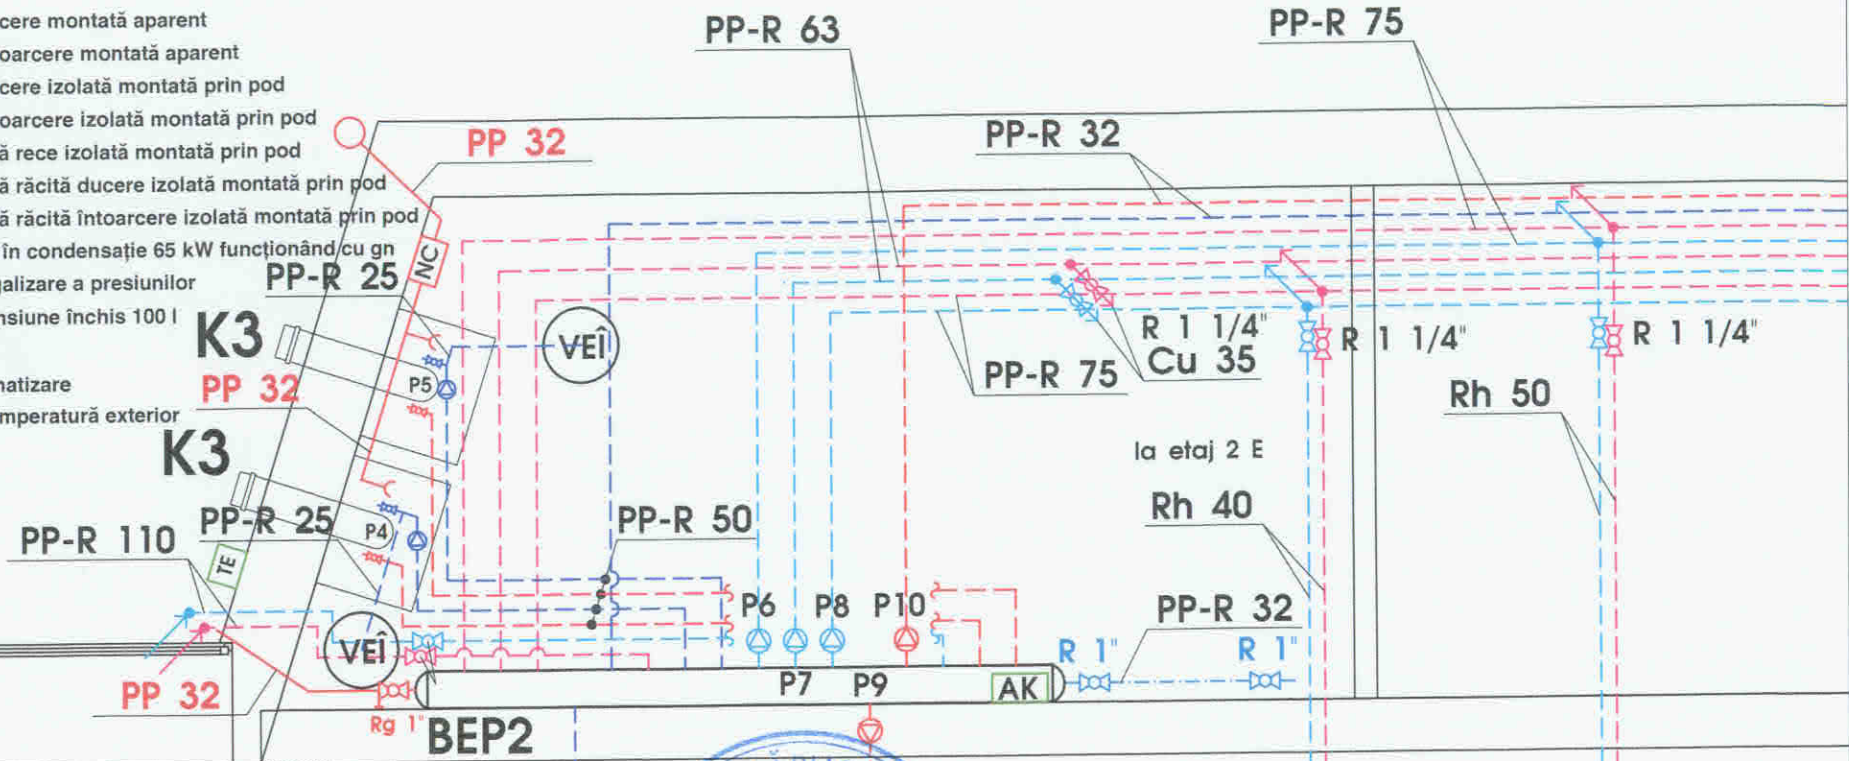 cere montată aparent
oarcere montată aparent
cere izolată montată prin pod
oarcere izolată montată prin pod
ă rece izolată montată prin pod
ă răcită ducere izolată montată prin pod
ă răcită întoarcere izolată montată prin pod
în condensație 65 kW funcționând cu gn
alizare a presiunilor
nsiune închis 100 l
natizare
mperatură exterior
PP-R 63
PP-R 75
PP 32
PP-R 32
NC
PP-R 25
K3
VEÎ
P5
PP 32
R 1 1/4"
Cu 35
R 1 1/4"
R 1 1/4"
PP-R 75
Rh 50
K3
la etaj 2 E
PP-R 25
P4
PP-R 50
Rh 40
PP-R 110
TE
P6
P8
P10
PP-R 32
VEÎ
R 1"
R 1"
PP 32
P7
P9
AK
Rg 1"
BEP2